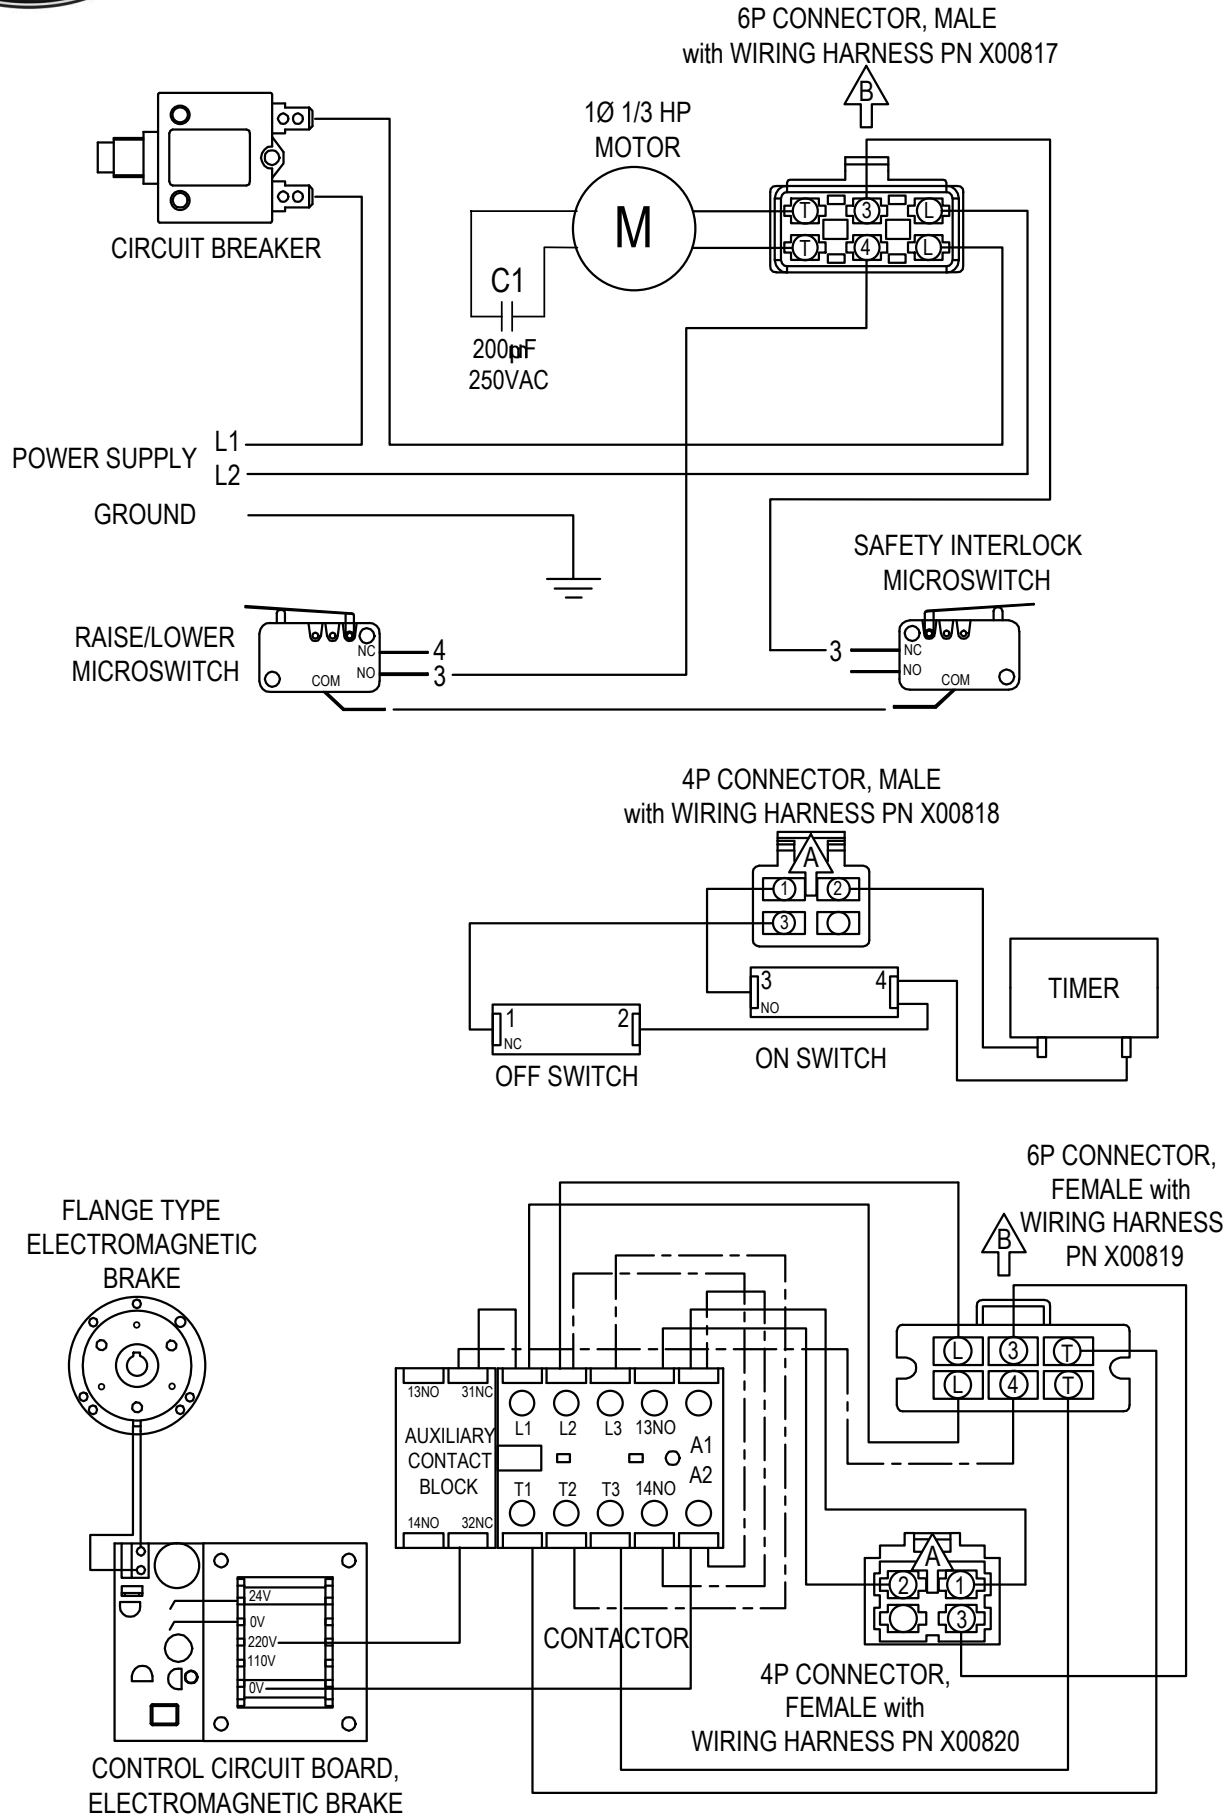 6P CONNECTOR, MALE
with WIRING HARNESS PN X00817
B
1Ø 1/3 HP
MOTOR
M
T 3 L
T 4 L
CIRCUIT BREAKER
C1
200µF
250VAC
POWER SUPPLY L1
L2
GROUND
SAFETY INTERLOCK
MICROSWITCH
RAISE/LOWER
MICROSWITCH
NC 4
NO 3
COM
3 NC
NO
COM
4P CONNECTOR, MALE
with WIRING HARNESS PN X00818
A
1 2
3
TIMER
3 4
NO
ON SWITCH
1 2
NC
OFF SWITCH
6P CONNECTOR,
FEMALE with
WIRING HARNESS
PN X00819
B
FLANGE TYPE
ELECTROMAGNETIC
BRAKE
L 3 T
L 4 T
13NO 31NC
AUXILIARY
CONTACT
BLOCK
14NO 32NC
L1 L2 L3 13NO
A1
A2
T1 T2 T3 14NO
CONTACTOR
A
2 1
3
24V
0V
220V
110V
0V
4P CONNECTOR,
FEMALE with
WIRING HARNESS PN X00820
CONTROL CIRCUIT BOARD,
ELECTROMAGNETIC BRAKE